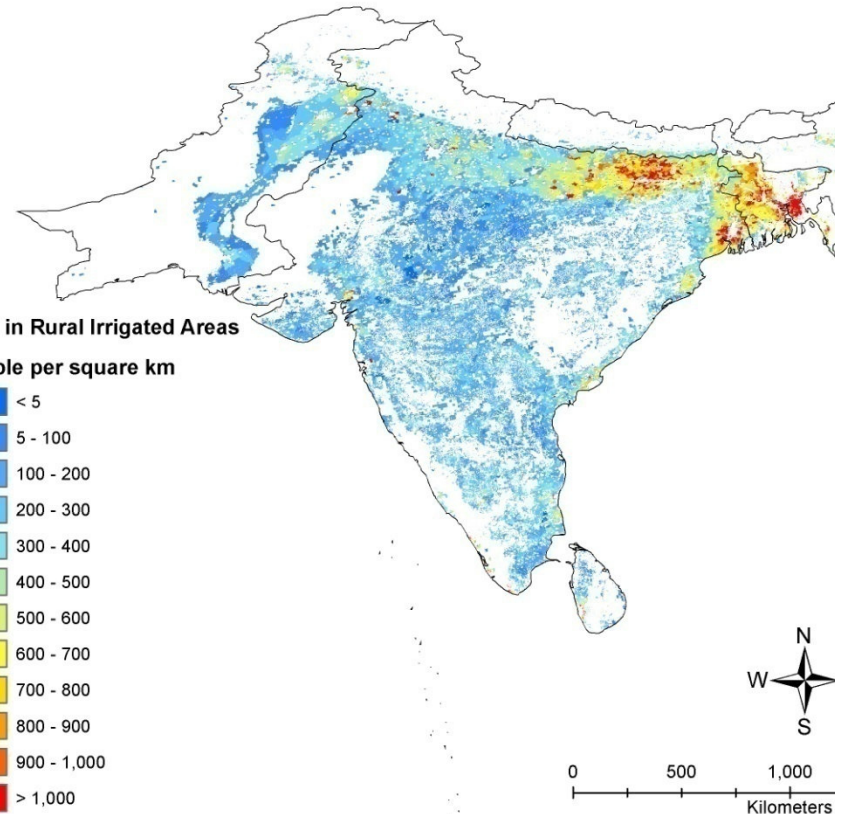 in Rural Irrigated Areas
ple per square km
< 5
5 - 100
100 - 200
200 - 300
300 - 400
400 - 500
500 - 600
600 - 700
700 - 800
800 - 900
900 - 1,000
> 1,000
N
W
S
0 500 1,000
Kilometers